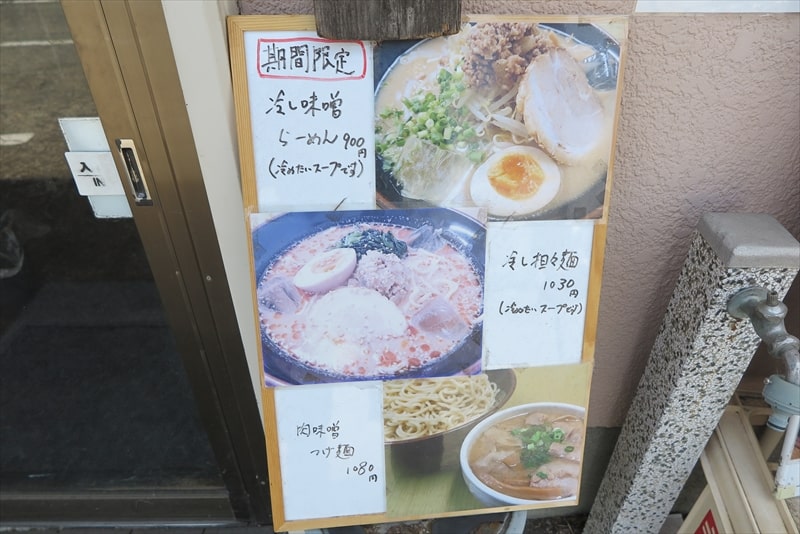 期間限定
冷し味噌
らーめん 900円
(冷めたいスープです)
冷し担々麺
1030円
(冷めたいスープです)
肉味噌
つけ麺
1080円
入
IN